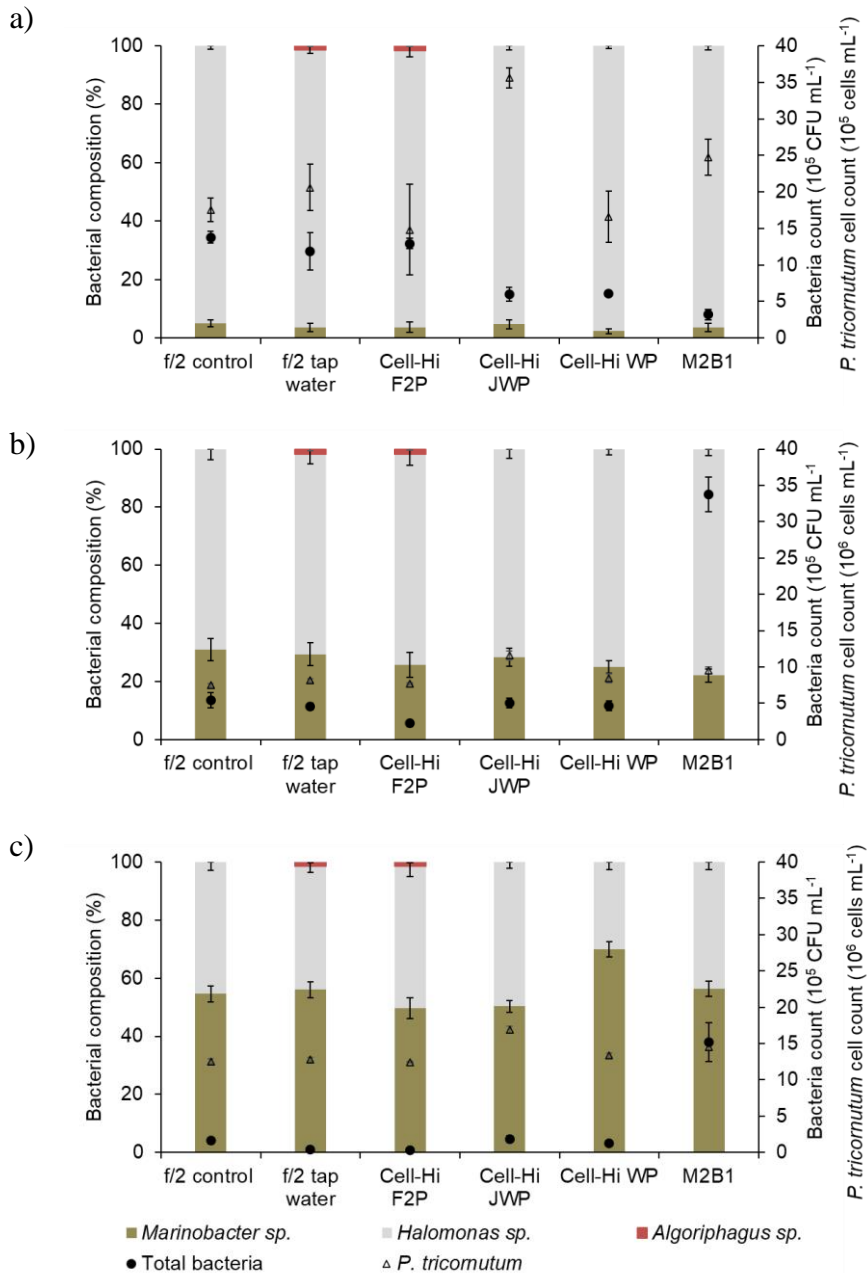 a)
Bacterial composition (%)
100
80
60
40
20
0
40
35
30
25
20
15
10
5
0
Bacteria count (10⁵ CFU mL⁻¹)
P. tricornutum cell count (10⁵ cells mL⁻¹)
f/2 control
f/2 tap
water
Cell-Hi
F2P
Cell-Hi
JWP
Cell-Hi WP
M2B1
b)
Bacterial composition (%)
100
80
60
40
20
0
40
35
30
25
20
15
10
5
0
Bacteria count (10⁵ CFU mL⁻¹
P. tricornutum cell count (10⁶ cells mL⁻¹)
f/2 control
f/2 tap
water
Cell-Hi
F2P
Cell-Hi
JWP
Cell-Hi WP
M2B1
c)
Bacterial composition (%)
100
80
60
40
20
0
40
35
30
25
20
15
10
5
0
Bacteria count (10⁵ CFU mL⁻¹
P. tricornutum cell count (10⁶ cells mL⁻¹)
f/2 control
f/2 tap
water
Cell-Hi
F2P
Cell-Hi
JWP
Cell-Hi WP
M2B1
Marinobacter sp. Halomonas sp. Algoriphagus sp.
Total bacteria P. tricornutum